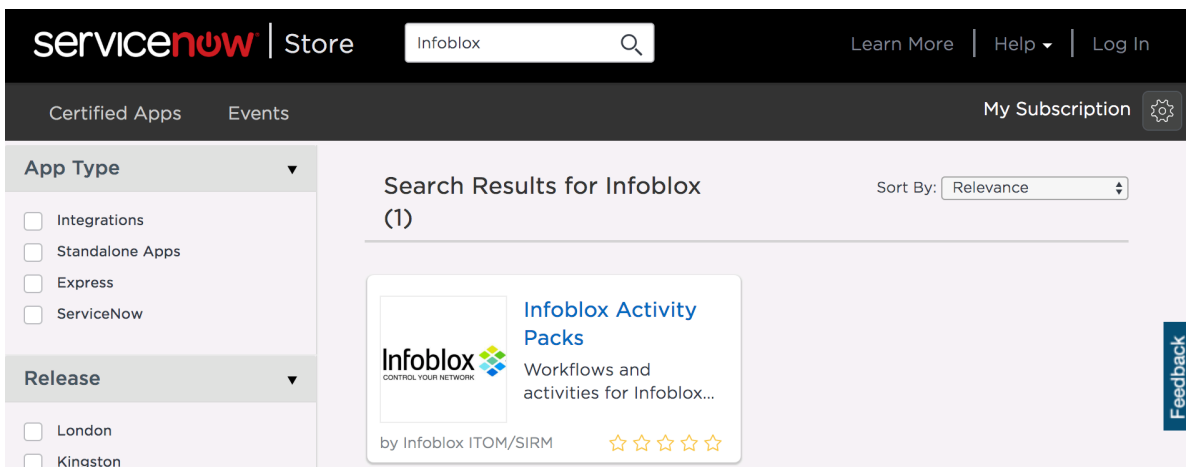 servicenow | Store
Infoblox
Learn More | Help | Log In
Certified Apps Events
My Subscription
App Type
Integrations
Standalone Apps
Express
ServiceNow
Release
London
Kingston
Search Results for Infoblox
(1)
Sort By: Relevance
Infoblox
CONTROL YOUR NETWORK
Infoblox Activity
Packs
Workflows and
activities for Infoblox...
by Infoblox ITOM/SIRM
Feedback